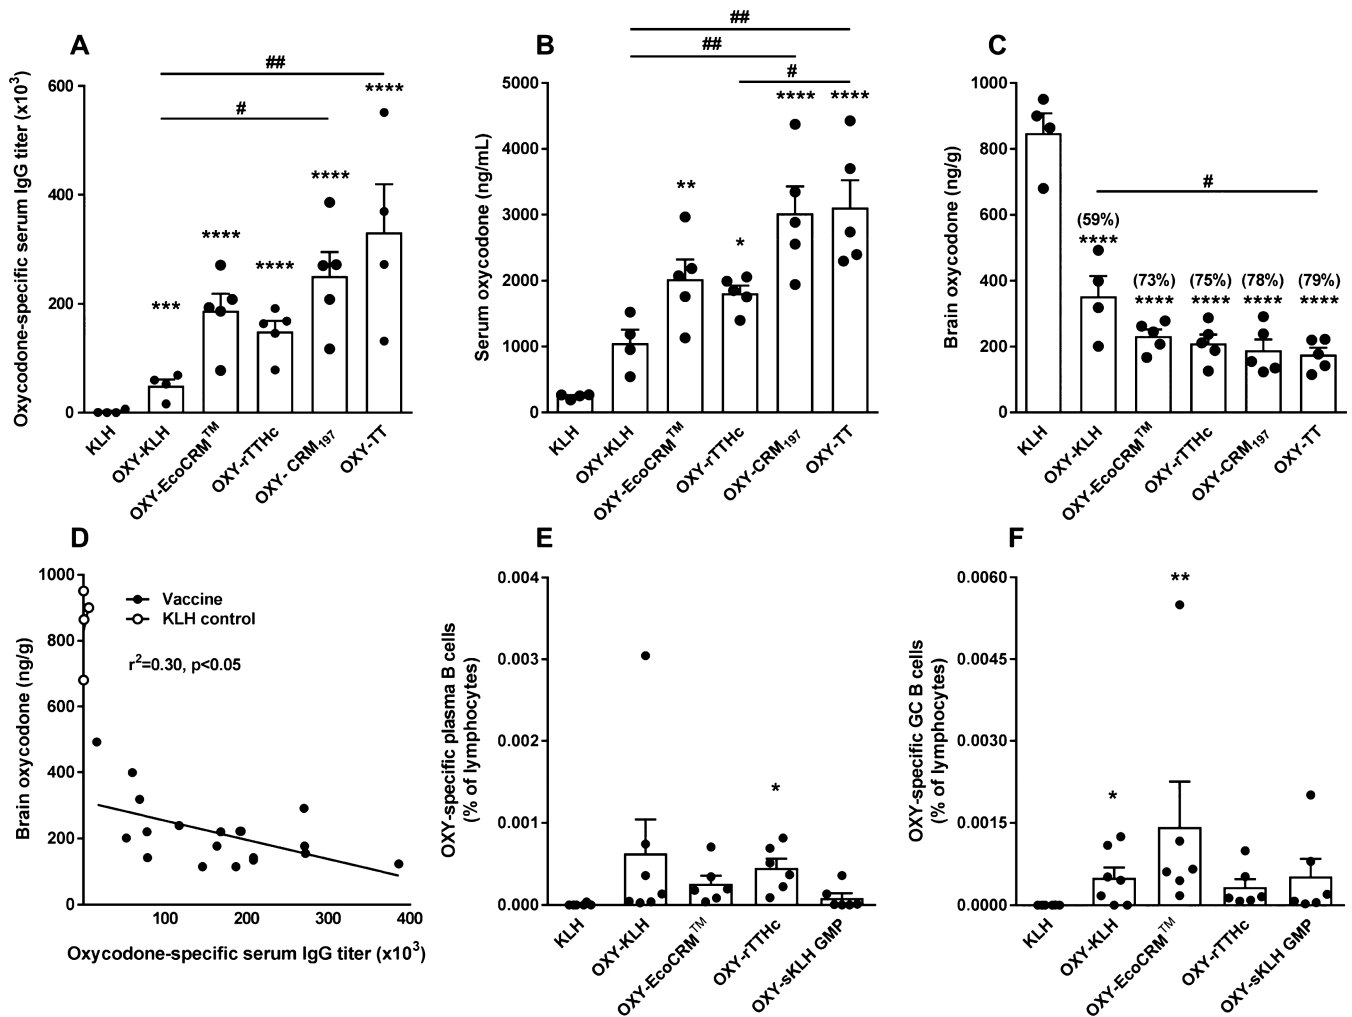 A
Oxycodone-specific serum IgG titer (x10³)
600
400
200
0
##
#
***
****
****
****
****
KLH
OXY-KLH
OXY-EcoCRM™
OXY-rTTHc
OXY- CRM₁₉₇
OXY-TT
B
Serum oxycodone (ng/mL)
5000
4000
3000
2000
1000
0
##
##
#
**
*
****
****
KLH
OXY-KLH
OXY-EcoCRM™
OXY-rTTHc
OXY-CRM₁₉₇
OXY-TT
C
Brain oxycodone (ng/g)
1000
800
600
400
200
0
#
(59%)
****
(73%)
****
(75%)
****
(78%)
****
(79%)
****
KLH
OXY-KLH
OXY-EcoCRM™
OXY-rTTHc
OXY-CRM₁₉₇
OXY-TT
D
Brain oxycodone (ng/g)
1000
800
600
400
200
0
Vaccine
KLH control
r²=0.30, p<0.05
100
200
300
400
Oxycodone-specific serum IgG titer (x10³)
E
OXY-specific plasma B cells
(% of lymphocytes)
0.004
0.003
0.002
0.001
0.000
*
KLH
OXY-KLH
OXY-EcoCRM™
OXY-rTTHc
OXY-sKLH GMP
F
OXY-specific GC B cells
(% of lymphocytes)
0.0060
0.0045
0.0030
0.0015
0.0000
*
**
KLH
OXY-KLH
OXY-EcoCRM™
OXY-rTTHc
OXY-sKLH GMP